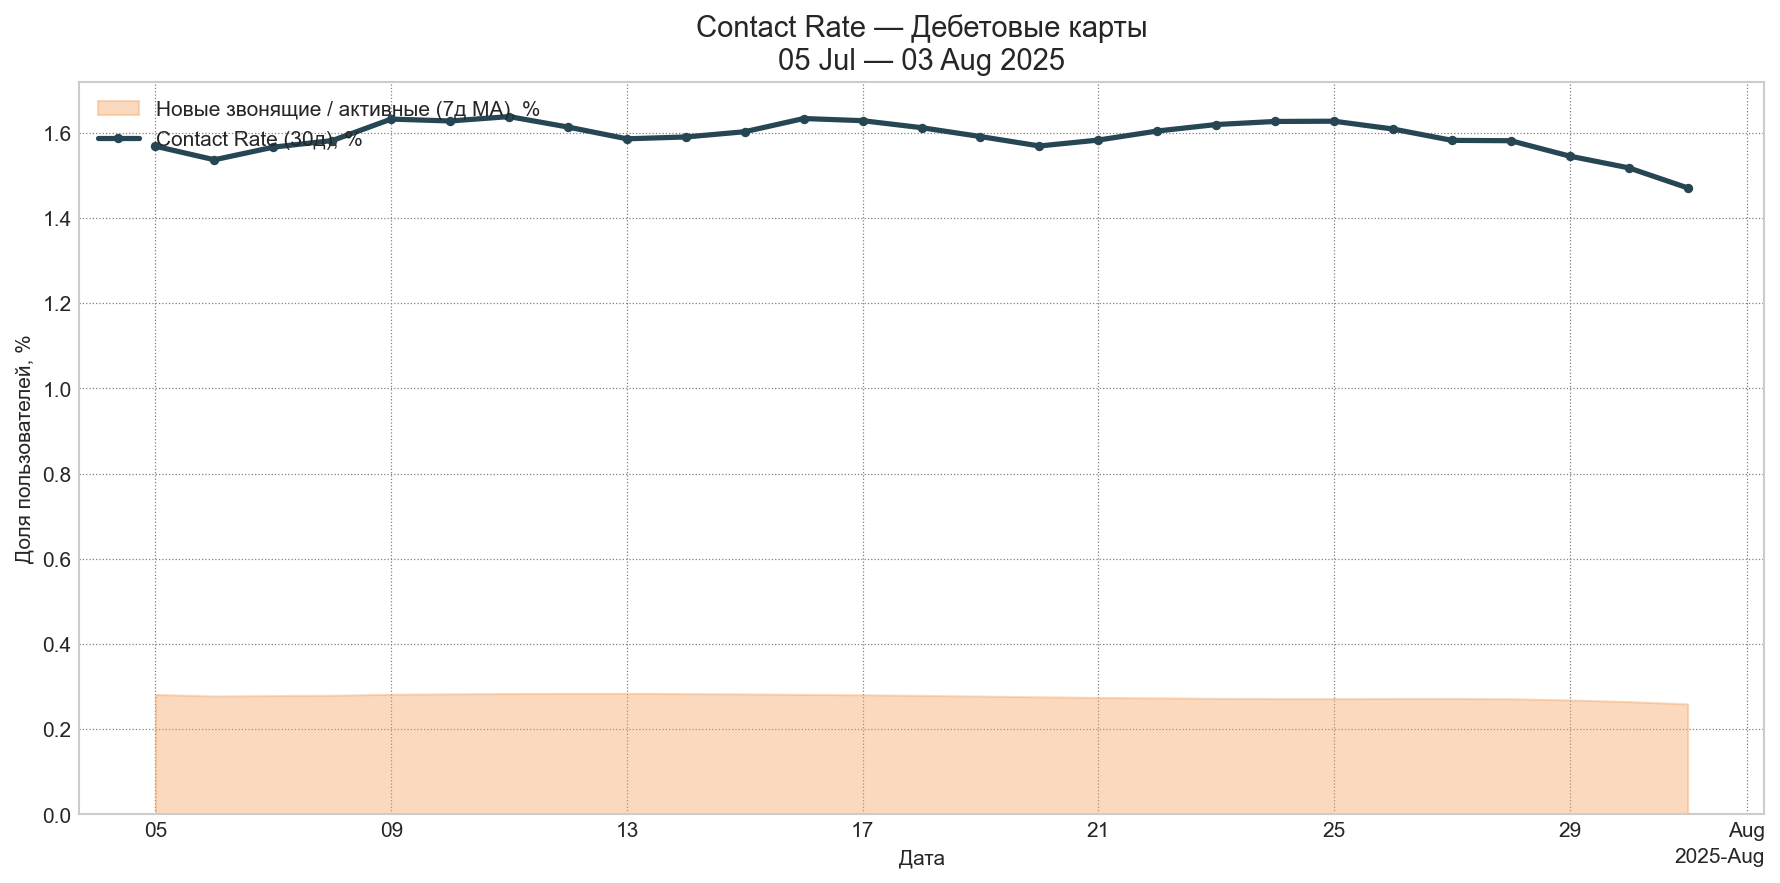 Contact Rate — Дебетовые карты
05 Jul — 03 Aug 2025
Новые звонящие / активные (7д MA), %
Contact Rate (30д), %
Доля пользователей, %
1.6
1.4
1.2
1.0
0.8
0.6
0.4
0.2
0.0
05 09 13 17 21 25 29 Aug
Дата
2025-Aug